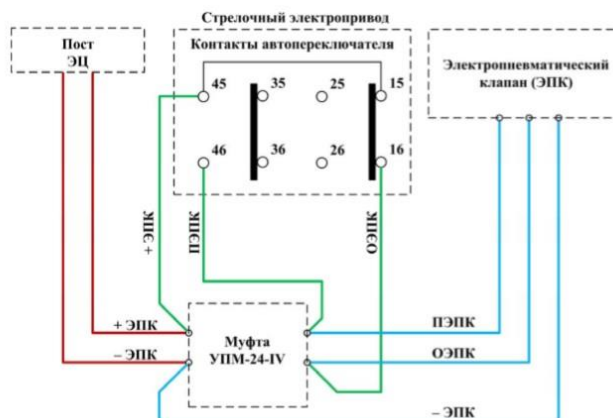 Стрелочный электропривод
Пост
ЭЦ
Контакты автопереключателя
Электропневматический
клапан (ЭПК)
45 35 25 15
46 36 26 16
+ ЭПК
ПЭПК
ОЭПК
+ ЭПК
– ЭПК
Муфта
УПМ-24-IV
ПЭПК
ОЭПК
– ЭПК